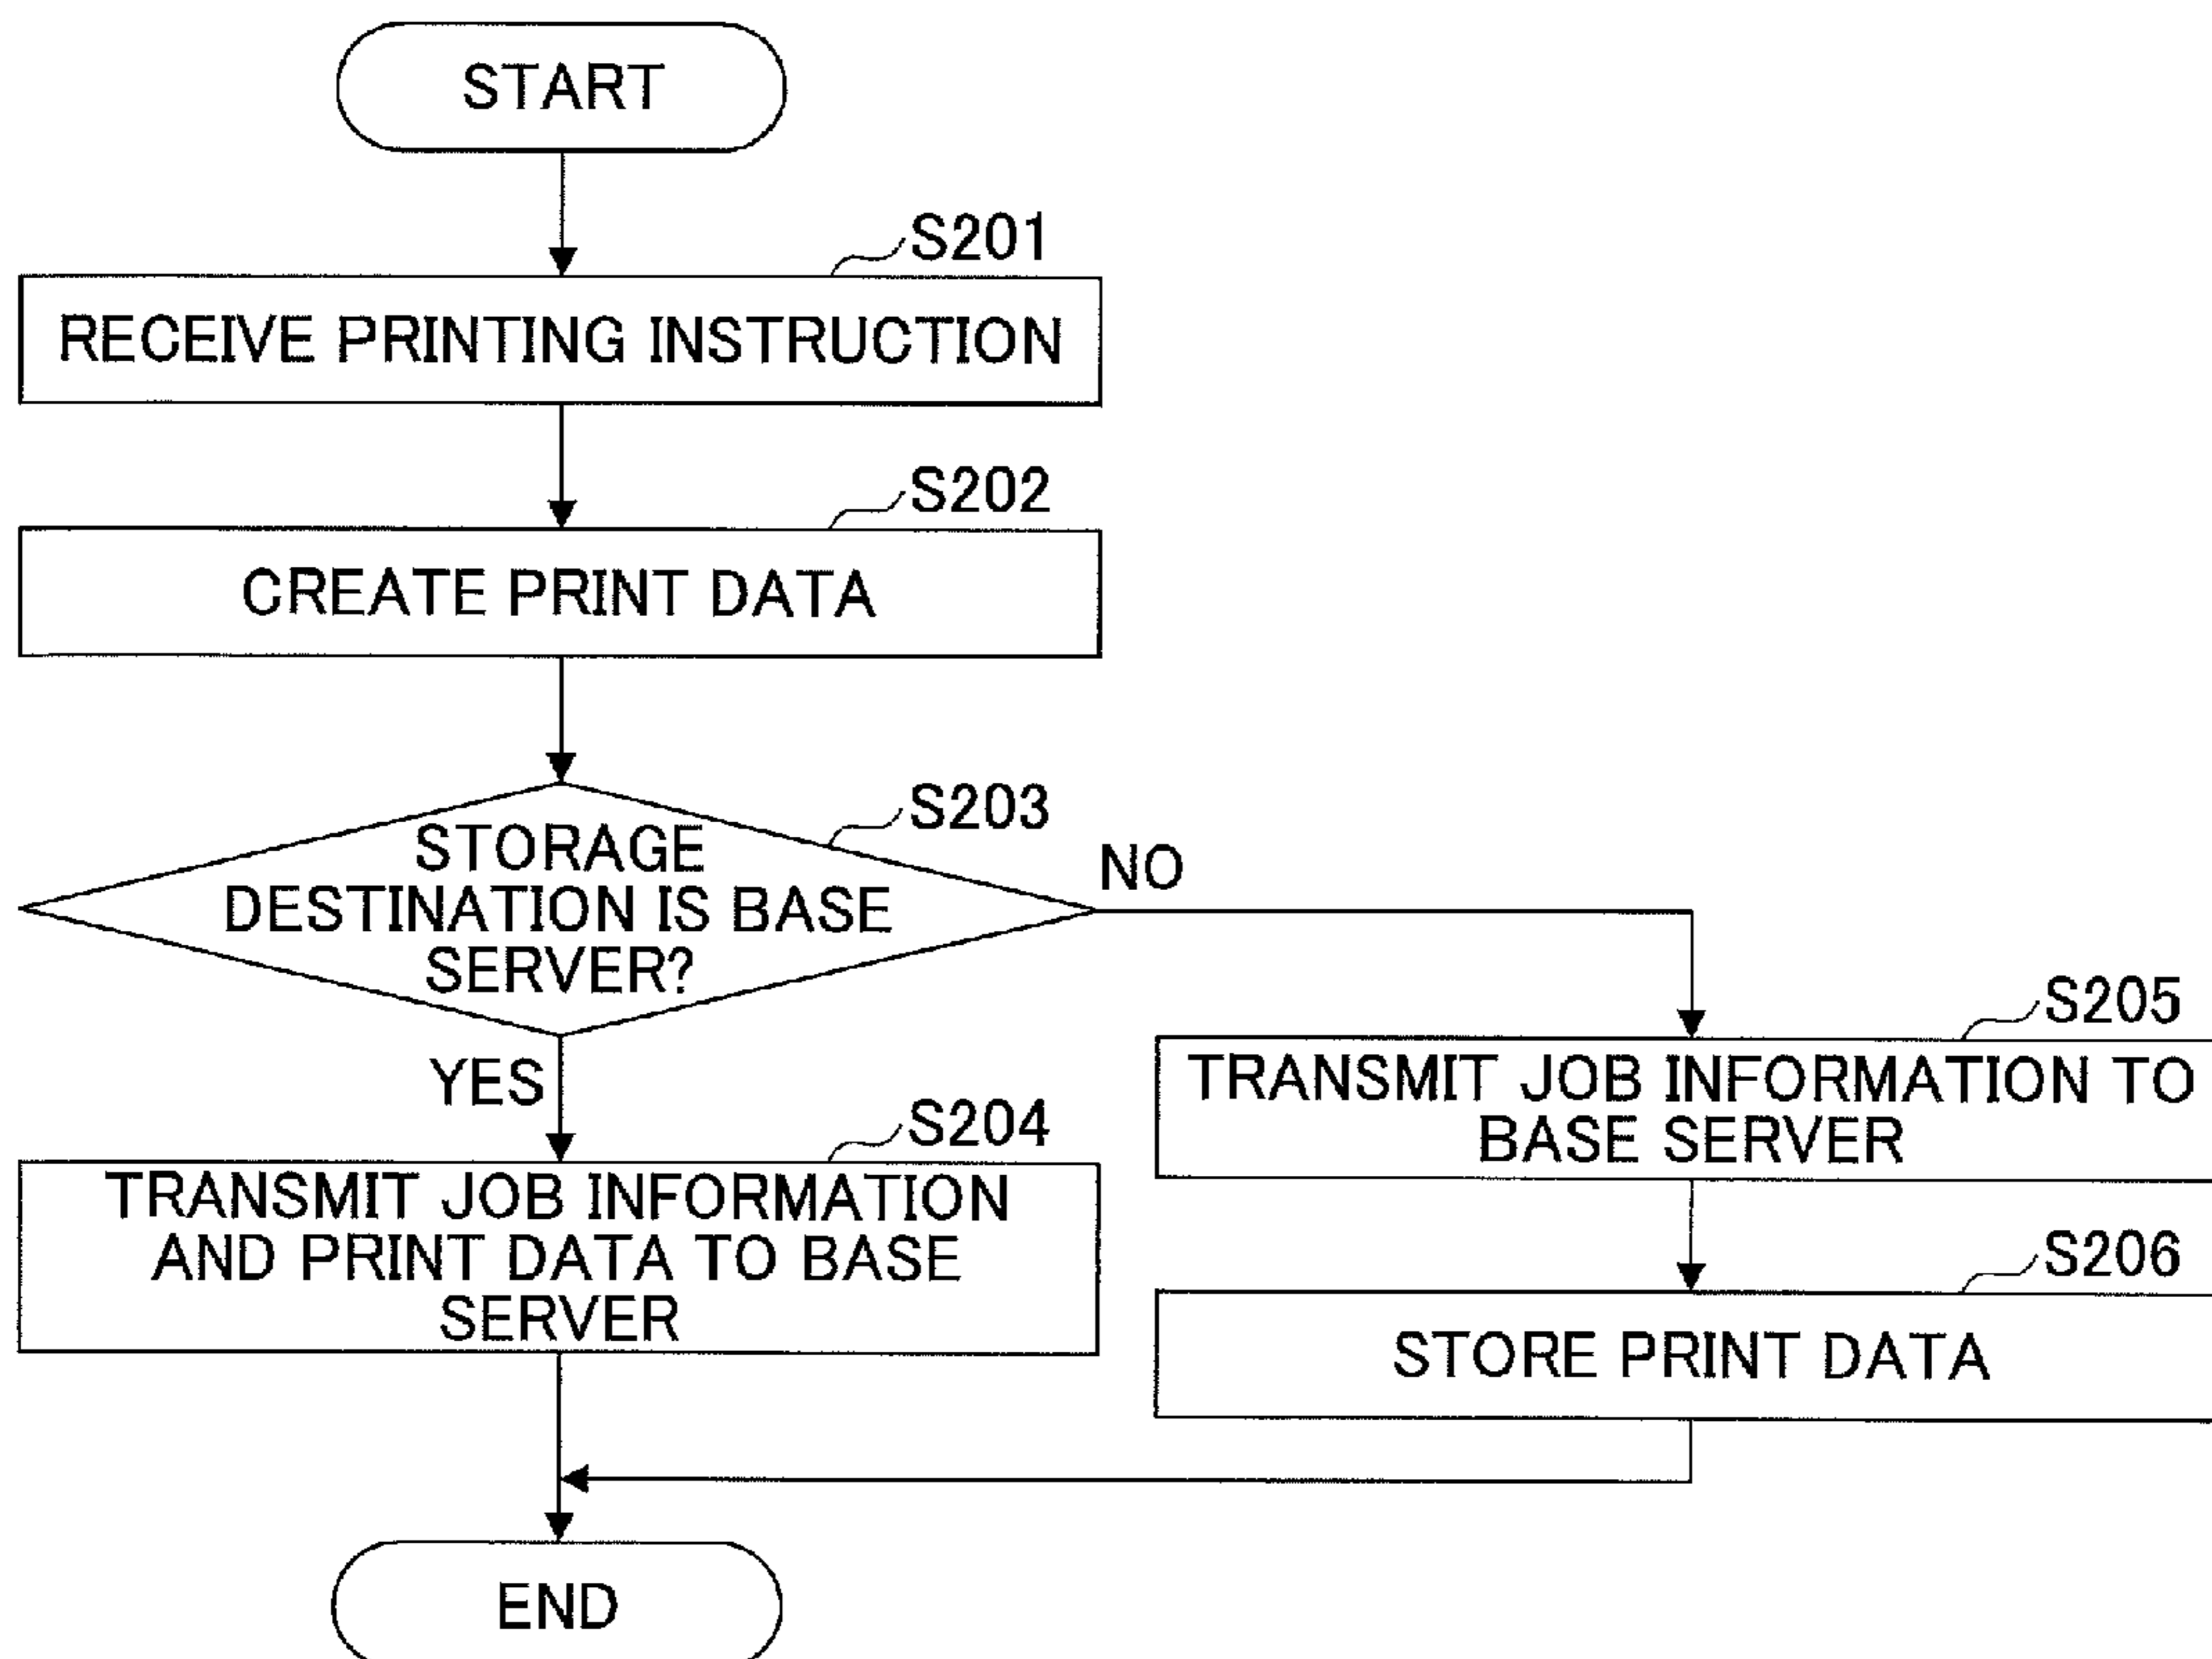 START
S201
RECEIVE PRINTING INSTRUCTION
S202
CREATE PRINT DATA
S203
STORAGE
DESTINATION IS BASE
SERVER?
NO
YES
S204
TRANSMIT JOB INFORMATION
AND PRINT DATA TO BASE
SERVER
S205
TRANSMIT JOB INFORMATION TO
BASE SERVER
S206
STORE PRINT DATA
END